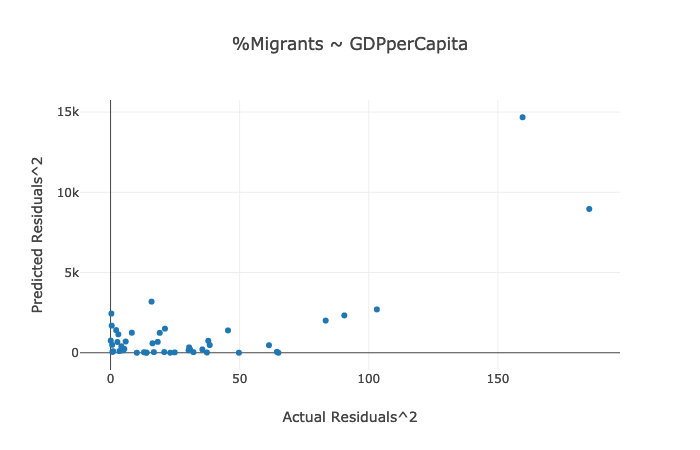 %Migrants ~ GDPperCapita
15k
10k
5k
0
Predicted Residuals^2
0 50 100 150
Actual Residuals^2